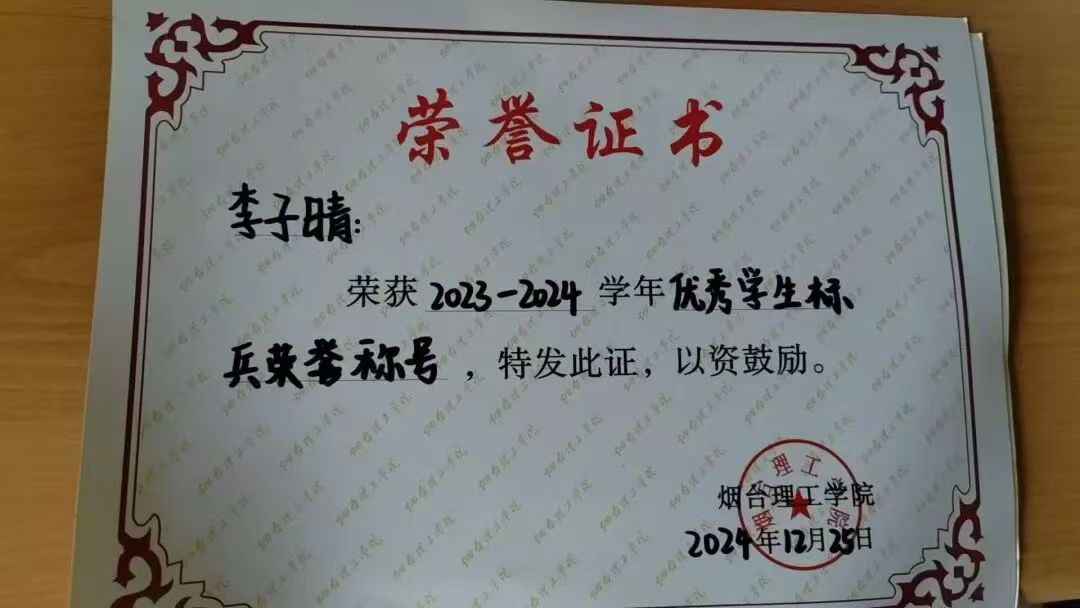 荣誉证书
李子晴:
荣获 2023-2024 学年优秀学生标
兵荣誉称号，特发此证，以资鼓励。
烟台理工学院
2024年12月25日